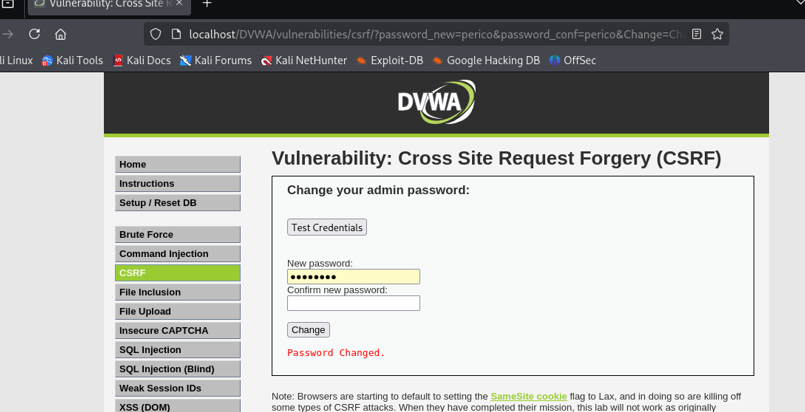 Vulnerability: Cross Site R
localhost/DVWA/vulnerabilities/csrf/?password_new=perico&password_conf=perico&Change=Ch
li Linux Kali Tools Kali Docs Kali Forums Kali NetHunter Exploit-DB Google Hacking DB OffSec
DVWA
Home
Instructions
Setup / Reset DB
Brute Force
Command Injection
CSRF
File Inclusion
File Upload
Insecure CAPTCHA
SQL Injection
SQL Injection (Blind)
Weak Session IDs
XSS (DOM)
Vulnerability: Cross Site Request Forgery (CSRF)
Change your admin password:
Test Credentials
New password:
••••••••
Confirm new password:
Change
Password Changed.
Note: Browsers are starting to default to setting the SameSite cookie flag to Lax, and in doing so are killing off
some types of CSRF attacks. When they have completed their mission, this lab will not work as originally